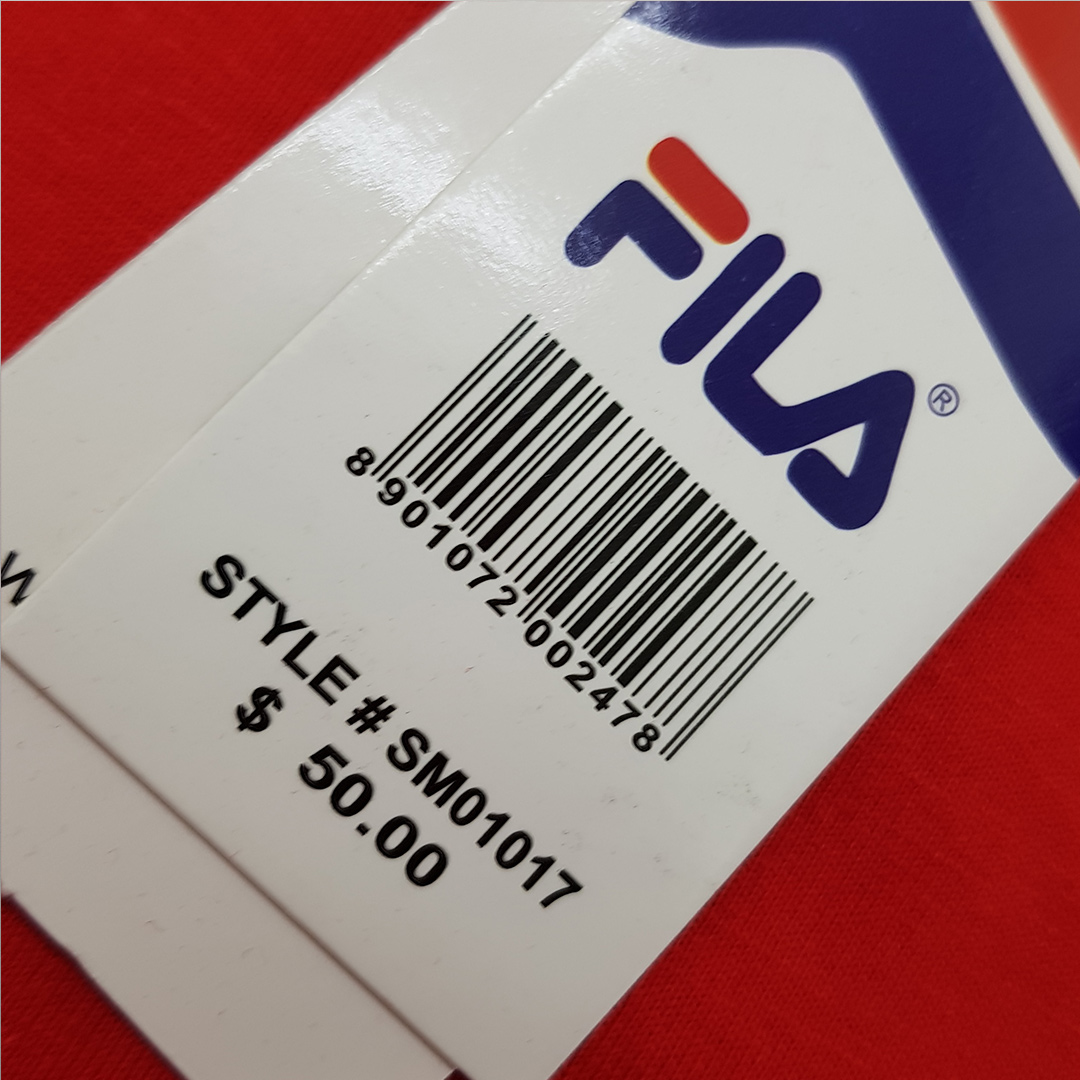 FILA®
8 901072 002478
STYLE # SM01017
$ 50.00